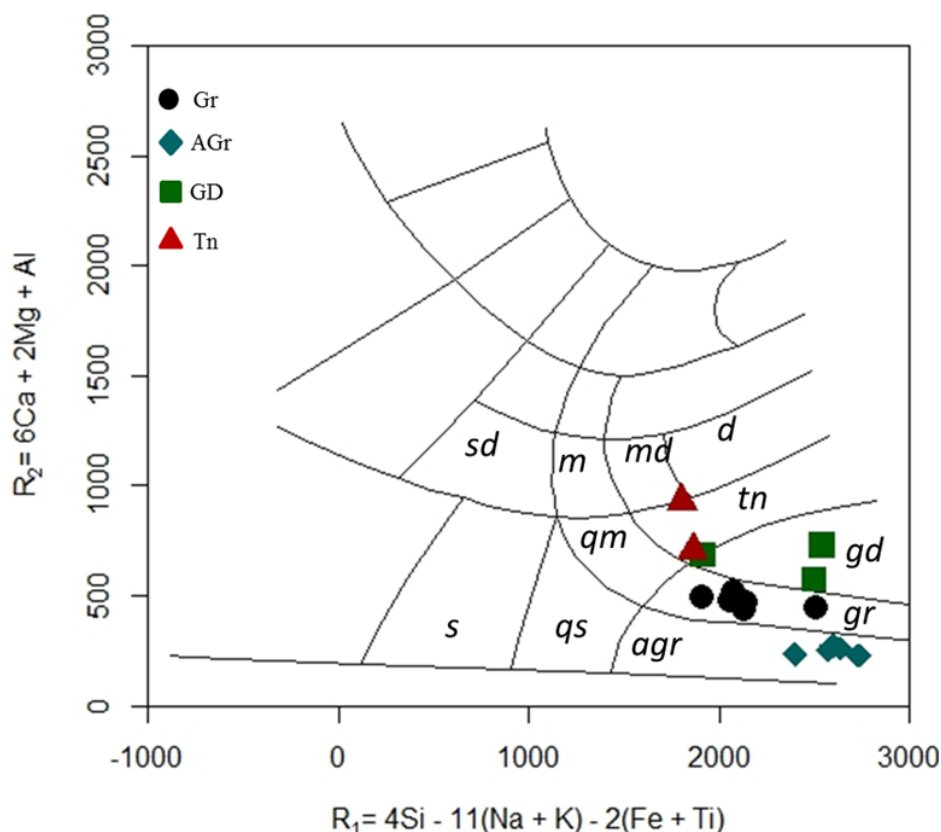 3000
2500
2000
1500
1000
500
0
R₂= 6Ca + 2Mg + Al
Gr
AGr
GD
Tn
sd
m
md
d
tn
qm
gd
s
qs
agr
gr
-1000
0
1000
2000
3000
R₁= 4Si - 11(Na + K) - 2(Fe + Ti)